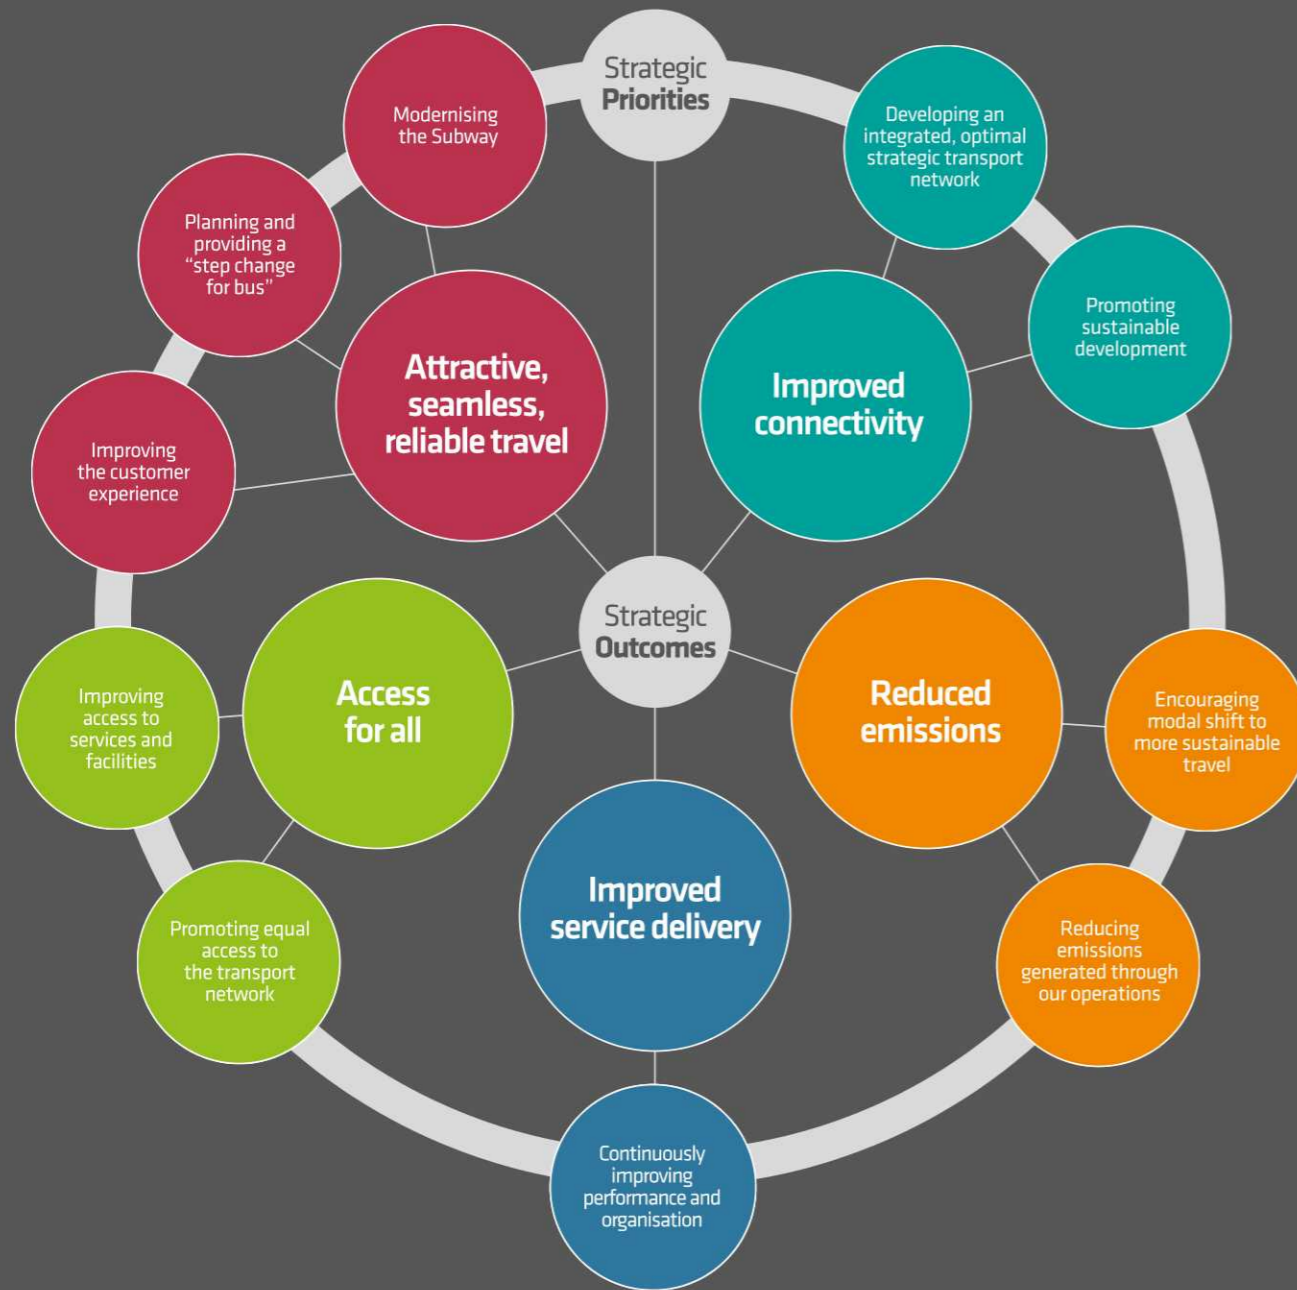 Strategic
Priorities
Modernising
the Subway
Developing an
integrated, optimal
strategic transport
network
Planning and
providing a
“step change
for bus”
Promoting
sustainable
development
Attractive,
seamless,
reliable travel
Improved
connectivity
Improving
the customer
experience
Strategic
Outcomes
Improving
access to
services and
facilities
Access
for all
Reduced
emissions
Encouraging
modal shift to
more sustainable
travel
Improved
service delivery
Promoting equal
access to
the transport
network
Reducing
emissions
generated through
our operations
Continuously
improving
performance and
organisation